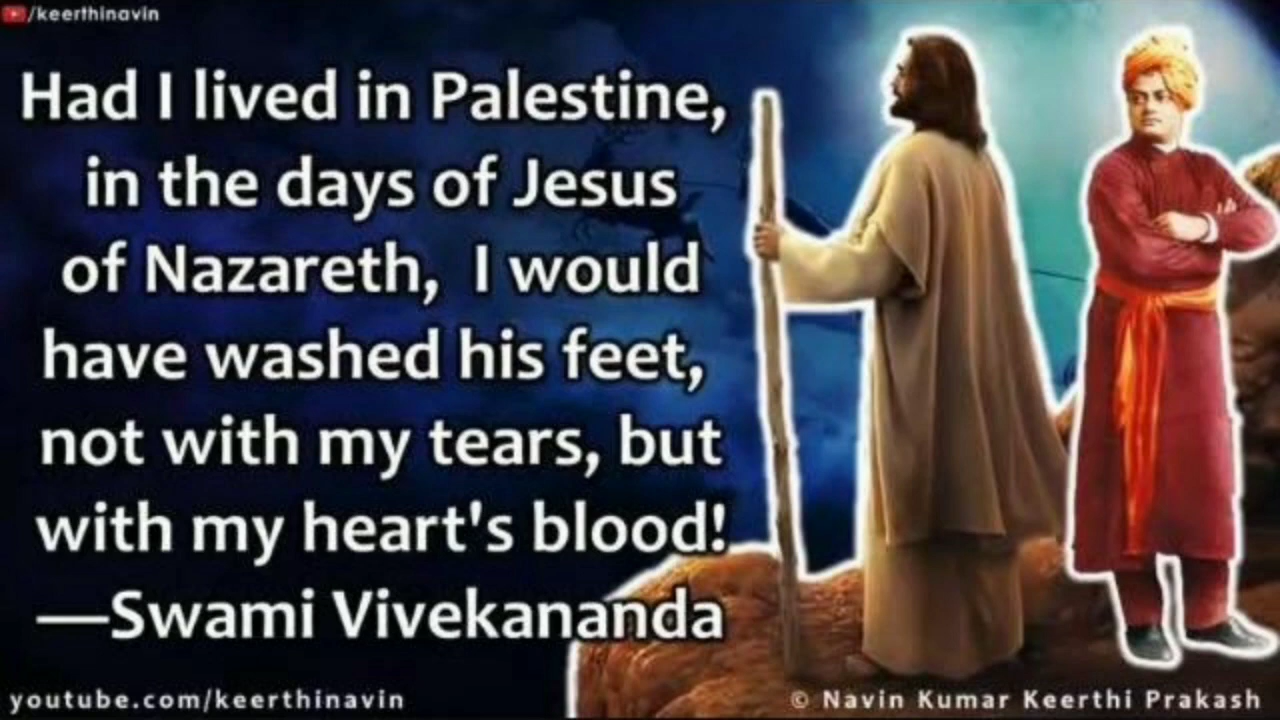 /keerthinavin
Had I lived in Palestine,
in the days of Jesus
of Nazareth, I would
have washed his feet,
not with my tears, but
with my heart's blood!
—Swami Vivekananda
youtube.com/keerthinavin
© Navin Kumar Keerthi Prakash